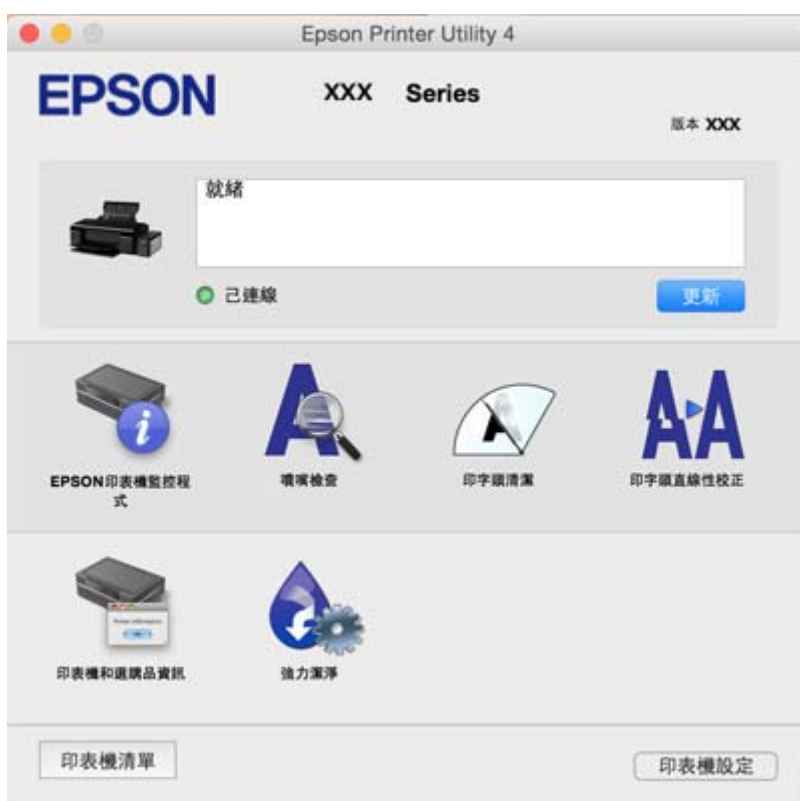 Epson Printer Utility 4
EPSON
XXX Series
版本 XXX
就緒
己連線
更新
EPSON印表機監控程
式
噴嘴檢查
印字頭清潔
印字頭直線性校正
印表機和選購品資訊
強力潔淨
印表機清單
印表機設定